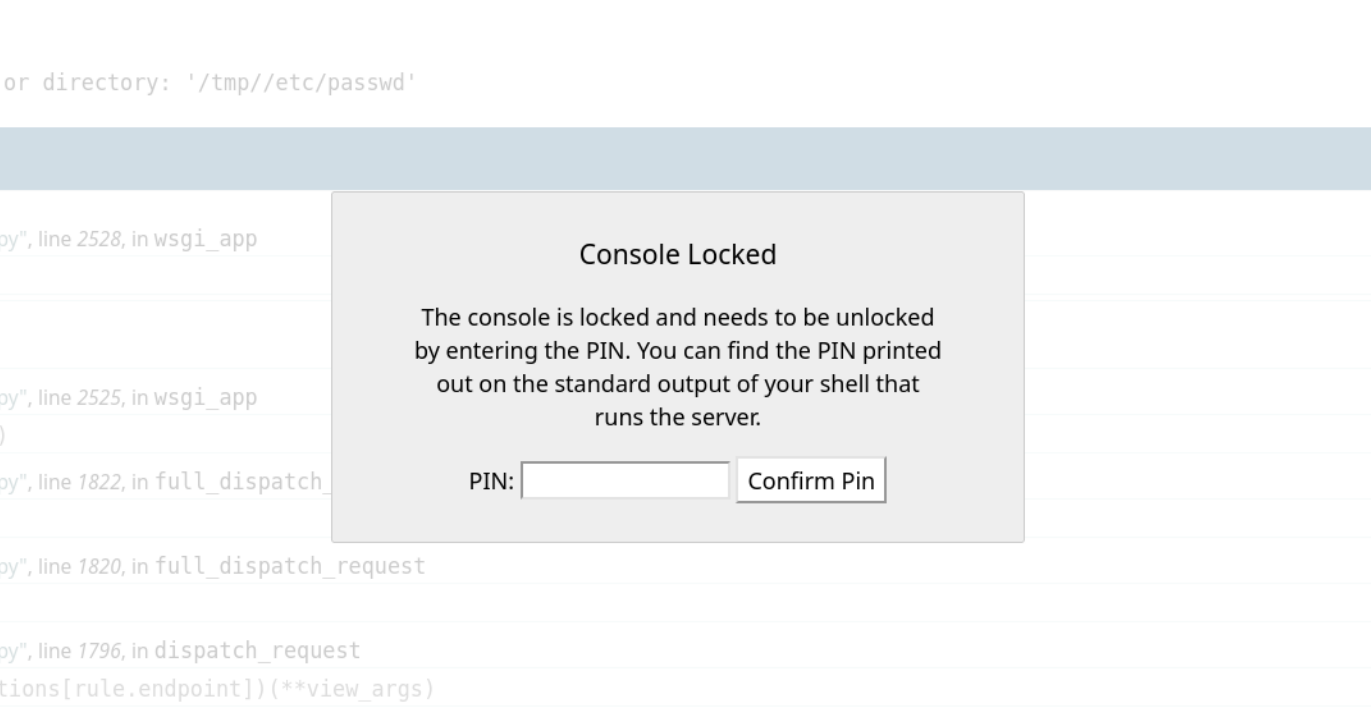 or directory: '/tmp//etc/passwd'
py", line 2528, in wsgi_app
Console Locked
The console is locked and needs to be unlocked
by entering the PIN. You can find the PIN printed
out on the standard output of your shell that
runs the server.
PIN:
Confirm Pin
py", line 2525, in wsgi_app
)
py", line 1822, in full_dispatch_
py", line 1820, in full_dispatch_request
py", line 1796, in dispatch_request
tions[rule.endpoint])(**view_args)